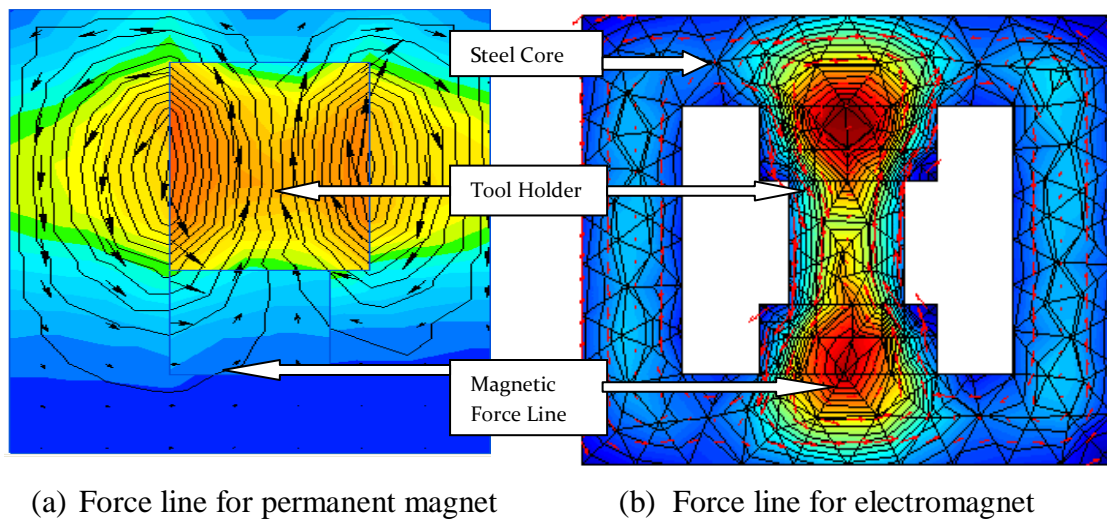 Steel Core
Tool Holder
Magnetic
Force Line
(a) Force line for permanent magnet
(b) Force line for electromagnet